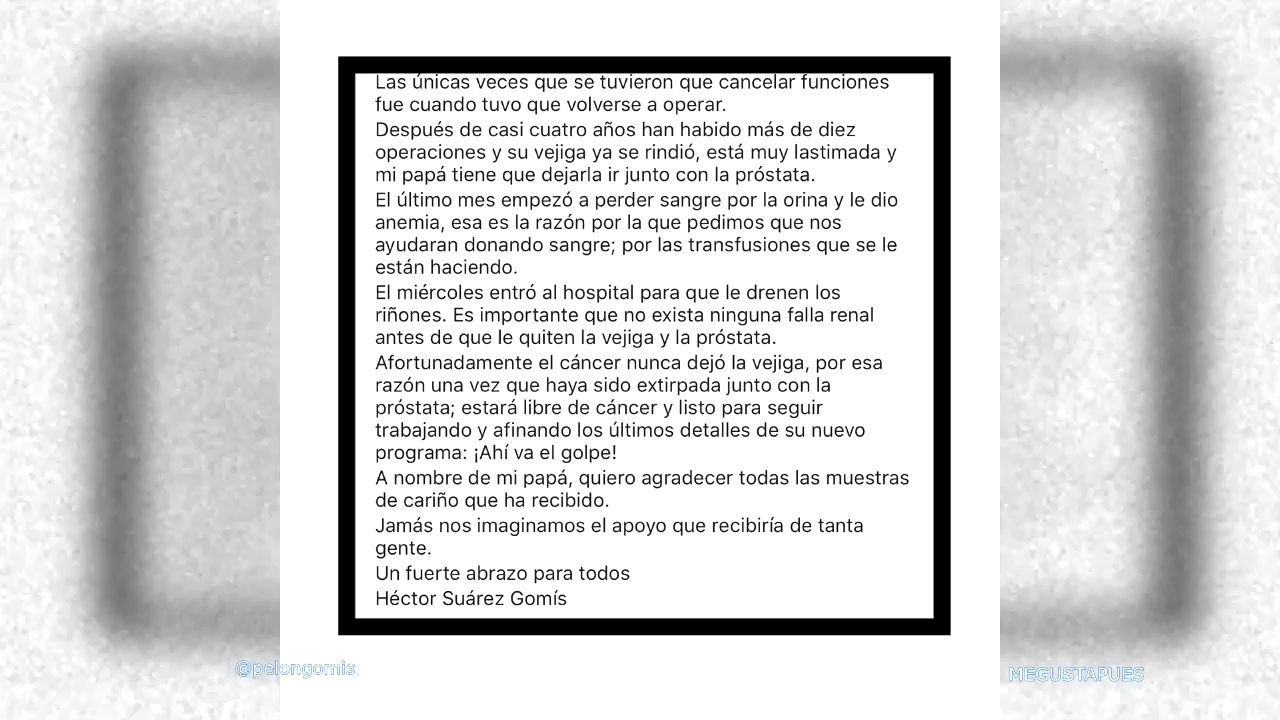 Las únicas veces que se tuvieron que cancelar funciones
fue cuando tuvo que volverse a operar.
Después de casi cuatro años han habido más de diez
operaciones y su vejiga ya se rindió, está muy lastimada y
mi papá tiene que dejarla ir junto con la próstata.
El último mes empezó a perder sangre por la orina y le dio
anemia, esa es la razón por la que pedimos que nos
ayudaran donando sangre; por las transfusiones que se le
están haciendo.
El miércoles entró al hospital para que le drenen los
riñones. Es importante que no exista ninguna falla renal
antes de que le quiten la vejiga y la próstata.
Afortunadamente el cáncer nunca dejó la vejiga, por esa
razón una vez que haya sido extirpada junto con la
próstata; estará libre de cáncer y listo para seguir
trabajando y afinando los últimos detalles de su nuevo
programa: ¡Ahí va el golpe!
A nombre de mi papá, quiero agradecer todas las muestras
de cariño que ha recibido.
Jamás nos imaginamos el apoyo que recibiría de tanta
gente.
Un fuerte abrazo para todos
Héctor Suárez Gomís
@pelongomis
MEGUSTAPUES